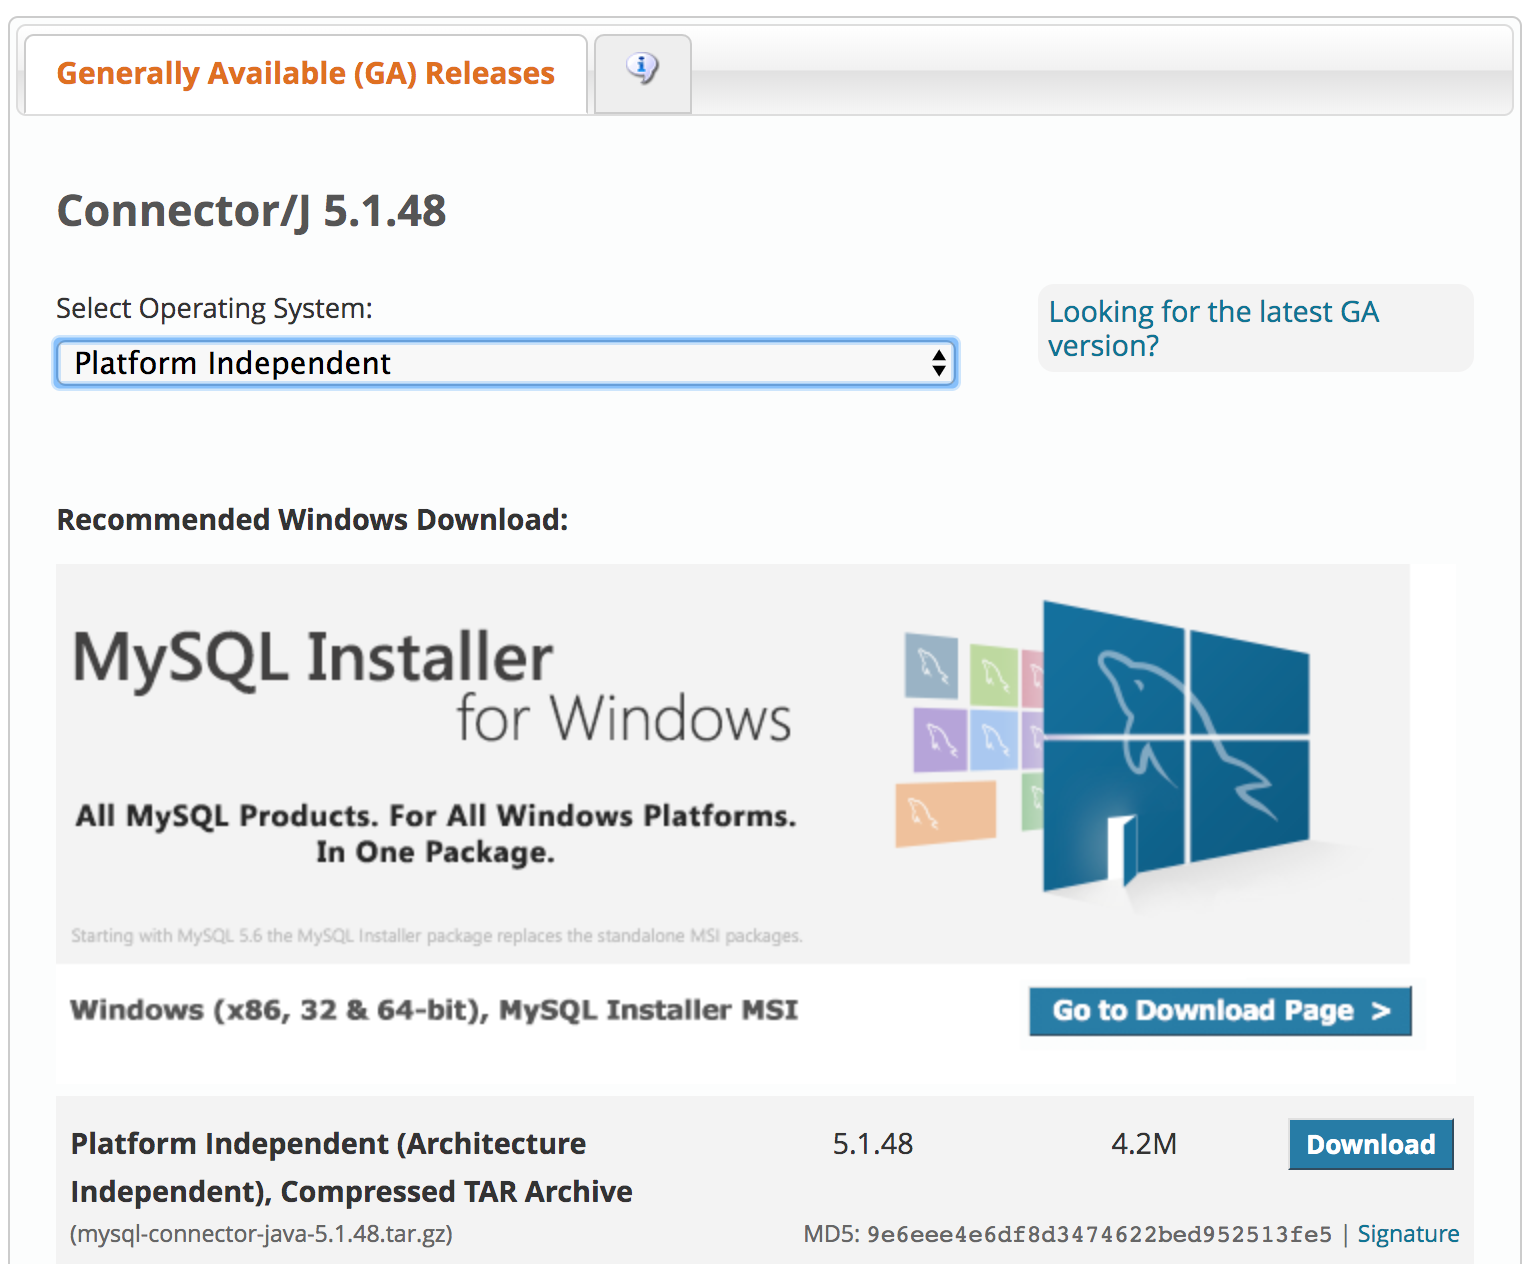 Generally Available (GA) Releases
Connector/J 5.1.48
Select Operating System:
Looking for the latest GA
version?
Platform Independent
Recommended Windows Download:
MySQL Installer
for Windows
All MySQL Products. For All Windows Platforms.
In One Package.
Starting with MySQL 5.6 the MySQL Installer package replaces the standalone MSI packages.
Windows (x86, 32 & 64-bit), MySQL Installer MSI
Go to Download Page >
Platform Independent (Architecture
Independent), Compressed TAR Archive
5.1.48
4.2M
Download
(mysql-connector-java-5.1.48.tar.gz)
MD5: 9e6eee4e6df8d3474622bed952513fe5 | Signature